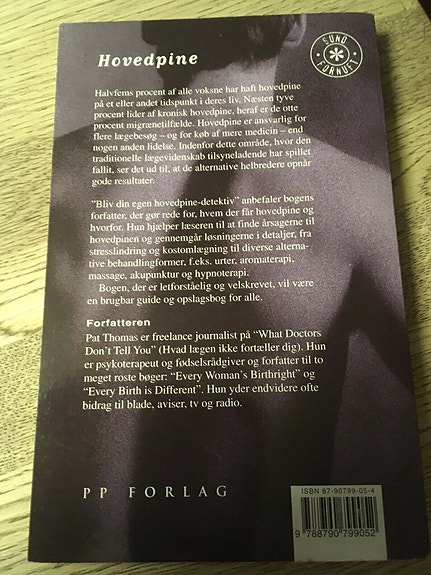 SUND
FORNUFT
Hovedpine
Halvfems procent af alle voksne har haft hovedpine
på et eller andet tidspunkt i deres liv. Næsten tyve
procent lider af kronisk hovedpine, heraf er de otte
procent migrænetilfælde. Hovedpine er ansvarlig for
flere lægebesøg – og for køb af mere medicin – end
nogen anden lidelse. Indenfor dette område, hvor den
traditionelle lægevidenskab tilsyneladende har spillet
fallit, ser det ud til, at de alternative helbredere opnår
gode resultater.
"Bliv din egen hovedpine-detektiv" anbefaler bogens
forfatter, der gør rede for, hvem der får hovedpine og
hvorfor. Hun hjælper læseren til at finde årsagerne til
hovedpinen og gennemgår løsningerne i detaljer, fra
stresslindring og kostomlægning til diverse alterna-
tive behandlingformer, f.eks. urter, aromaterapi,
massage, akupunktur og hypnoterapi.
Bogen, der er letforståelig og velskrevet, vil være
en brugbar guide og opslagsbog for alle.
Forfatteren
Pat Thomas er freelance journalist på "What Doctors
Don't Tell You" (Hvad lægen ikke fortæller dig). Hun
er psykoterapeut og fødselsrådgiver og forfatter til to
meget roste bøger: "Every Woman's Birthright" og
"Every Birth is Different". Hun yder endvidere ofte
bidrag til blade, aviser, tv og radio.
PP FORLAG
ISBN 87-90799-05-4
9 788790 799052